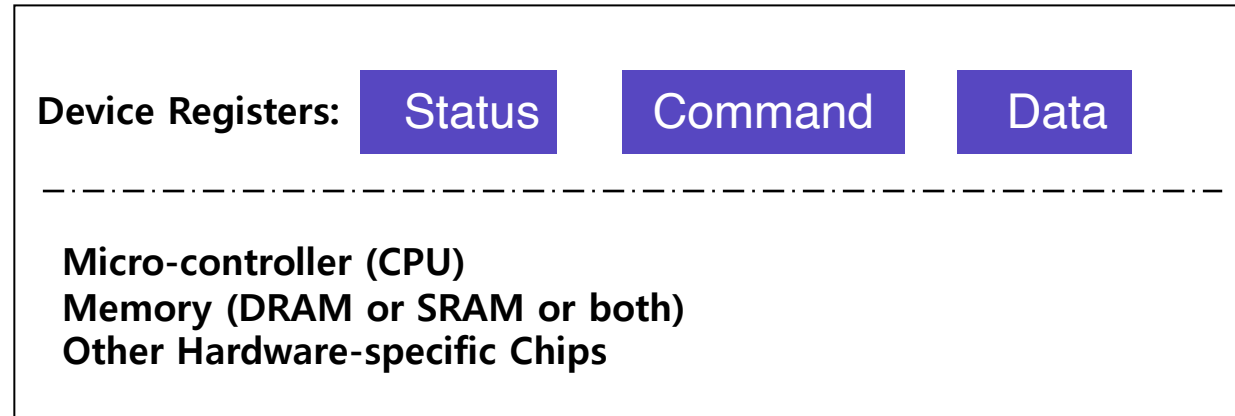 Device Registers: Status Command Data
Micro-controller (CPU)
Memory (DRAM or SRAM or both)
Other Hardware-specific Chips